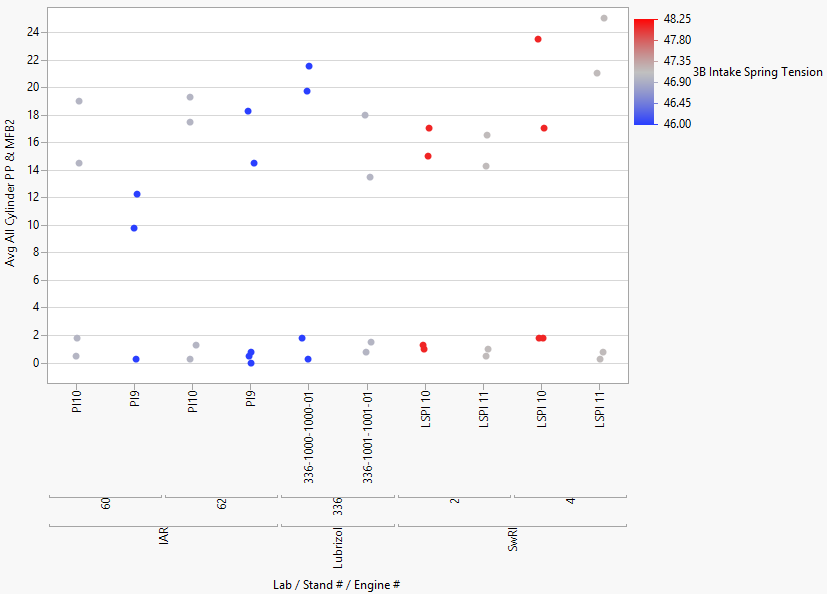 24
22
20
18
16
14
12
10
8
6
4
2
0
Avg All Cylinder PP & MFB2
48.25
47.80
47.35
46.90
46.45
46.00
3B Intake Spring Tension
PI10
PI9
PI10
PI9
336-1000-1000-01
336-1001-1001-01
LSPI 10
LSPI 11
LSPI 10
LSPI 11
60
62
336
2
4
IAR
Lubrizol
SwRI
Lab / Stand # / Engine #